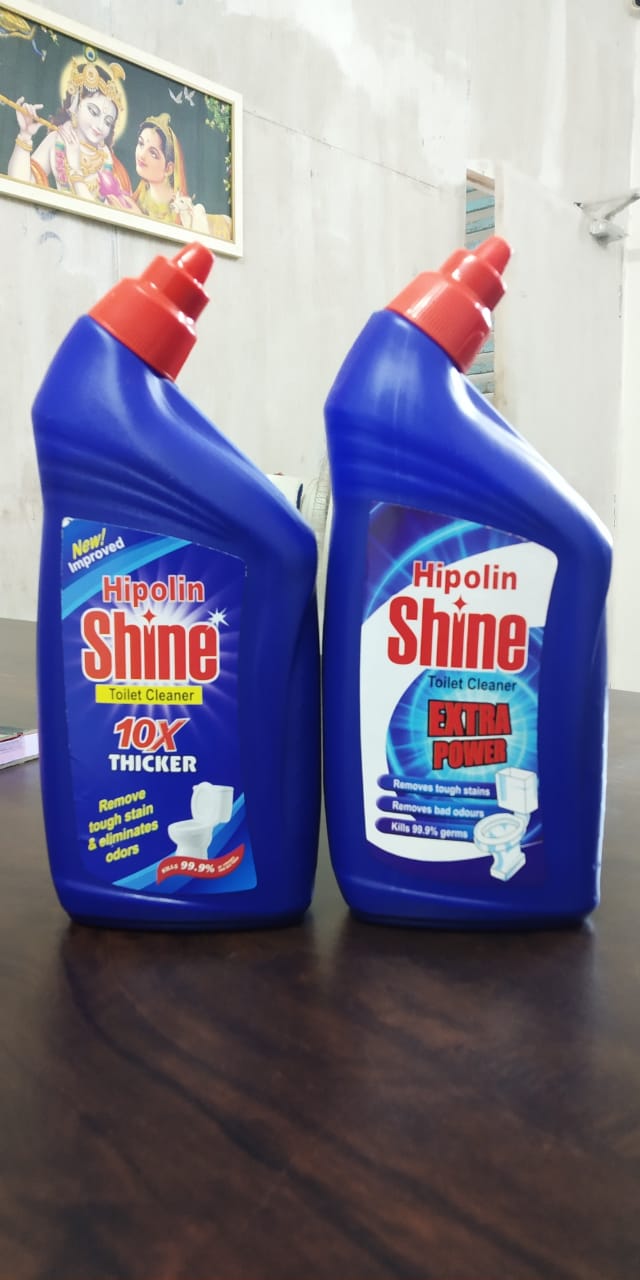 New!
Improved
Hipolin
Shine
Toilet Cleaner
10X
THICKER
Remove
tough stain
& eliminates
odors
KILLS 99.9%
Hipolin
Shine
Toilet Cleaner
EXTRA
POWER
Removes tough stains
Removes bad odours
Kills 99.9% germs